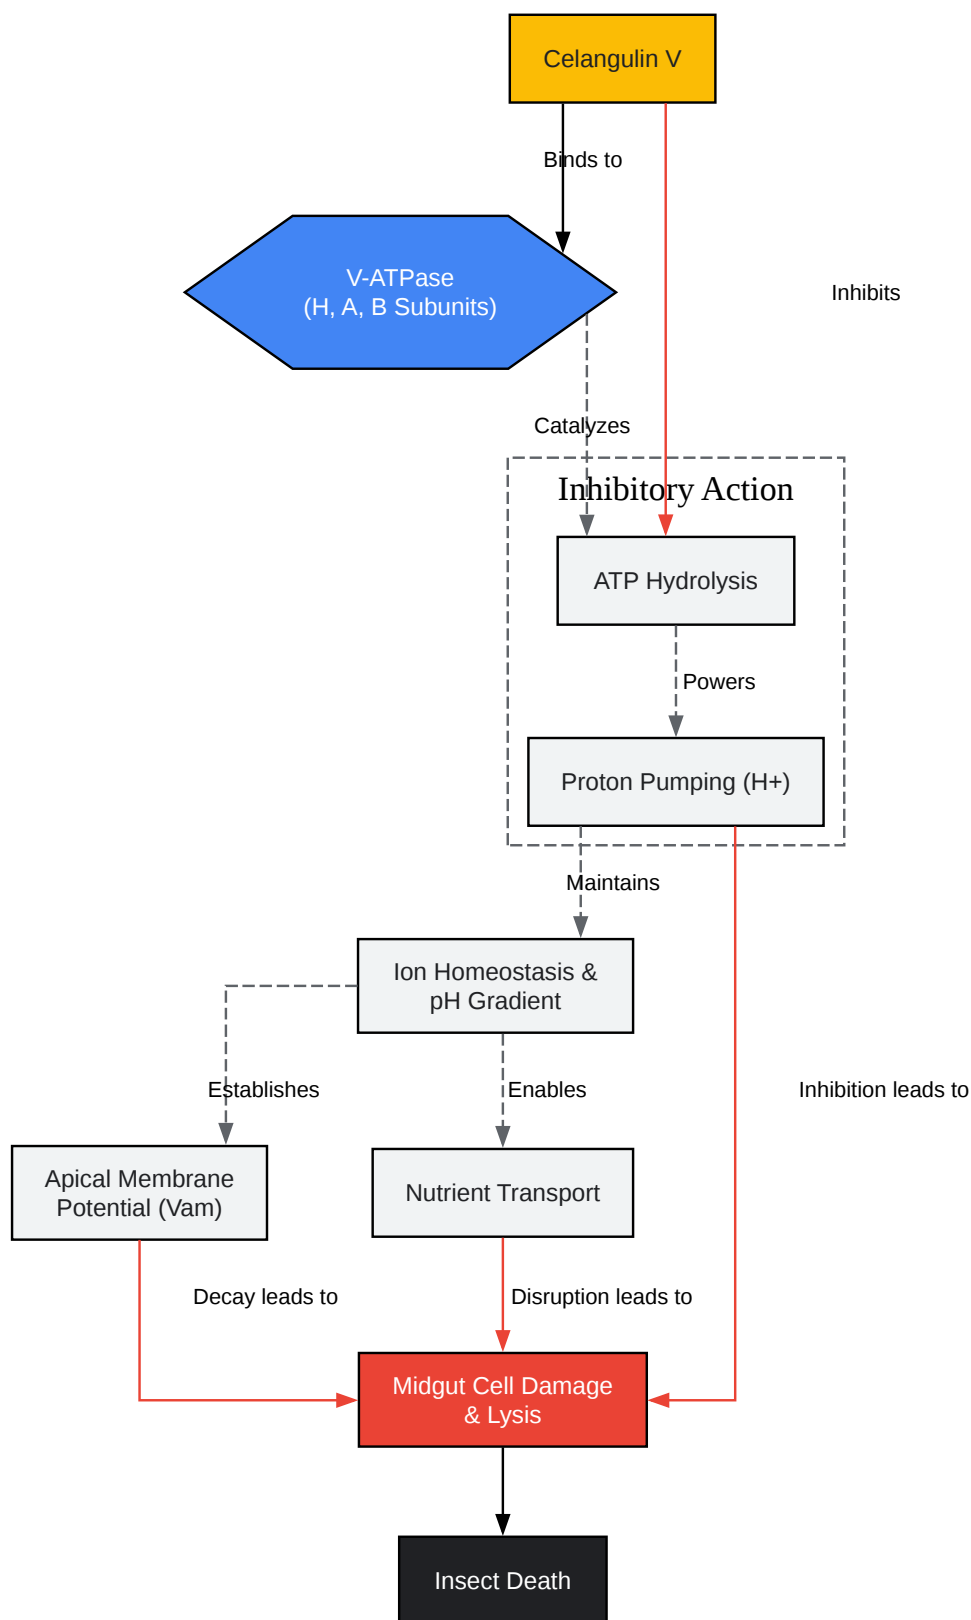 Celangulin V
Binds to
V-ATPase
(H, A, B Subunits)
Inhibits
Catalyzes
Inhibitory Action
ATP Hydrolysis
Powers
Proton Pumping (H+)
Maintains
Ion Homeostasis &
pH Gradient
Establishes
Enables
Inhibition leads to
Apical Membrane
Potential (Vam)
Nutrient Transport
Decay leads to
Disruption leads to
Midgut Cell Damage
& Lysis
Insect Death